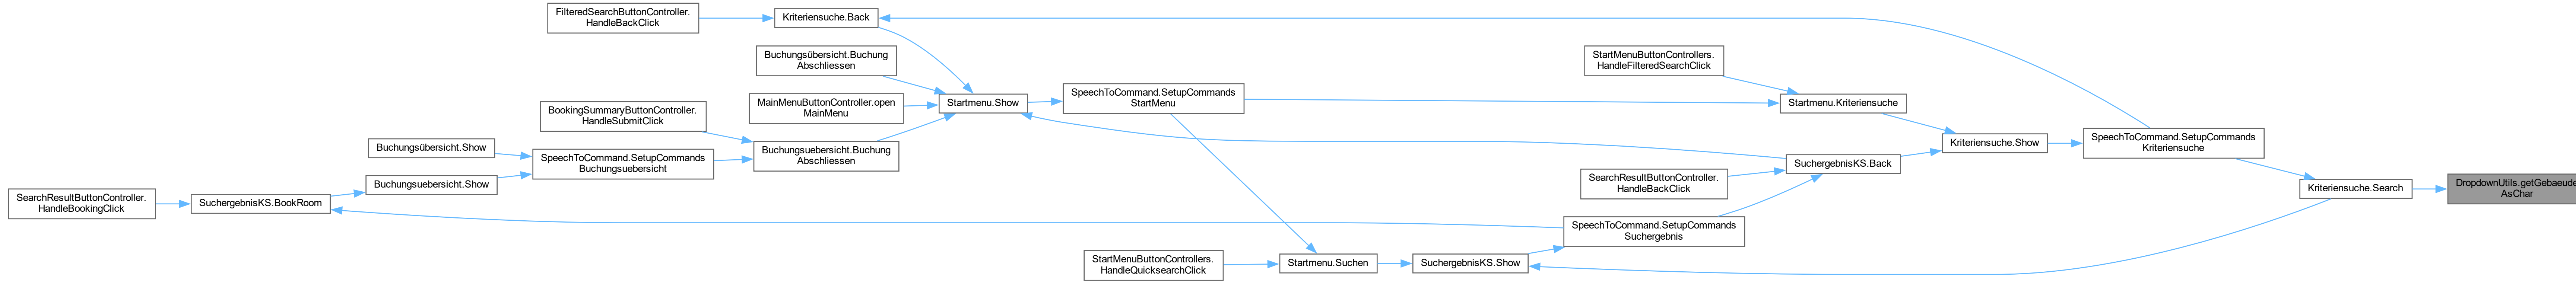 FilteredSearchButtonController.
HandleBackClick
Kriteriensuche.Back
Buchungsübersicht.Buchung
Abschliessen
StartMenuButtonControllers.
HandleFilteredSearchClick
MainMenuButtonController.open
MainMenu
Startmenu.Show
SpeechToCommand.SetupCommands
StartMenu
Startmenu.Kriteriensuche
BookingSummaryButtonController.
HandleSubmitClick
Buchungsübersicht.Show
SpeechToCommand.SetupCommands
Buchungsuebersicht
Buchungsuebersicht.Buchung
Abschliessen
Kriteriensuche.Show
SpeechToCommand.SetupCommands
Kriteriensuche
SuchergebnisKS.Back
SearchResultButtonController.
HandleBackClick
Buchungsuebersicht.Show
Kriteriensuche.Search
DropdownUtils.getGebaeude
AsChar
SearchResultButtonController.
HandleBookingClick
SuchergebnisKS.BookRoom
SpeechToCommand.SetupCommands
Suchergebnis
StartMenuButtonControllers.
HandleQuicksearchClick
Startmenu.Suchen
SuchergebnisKS.Show